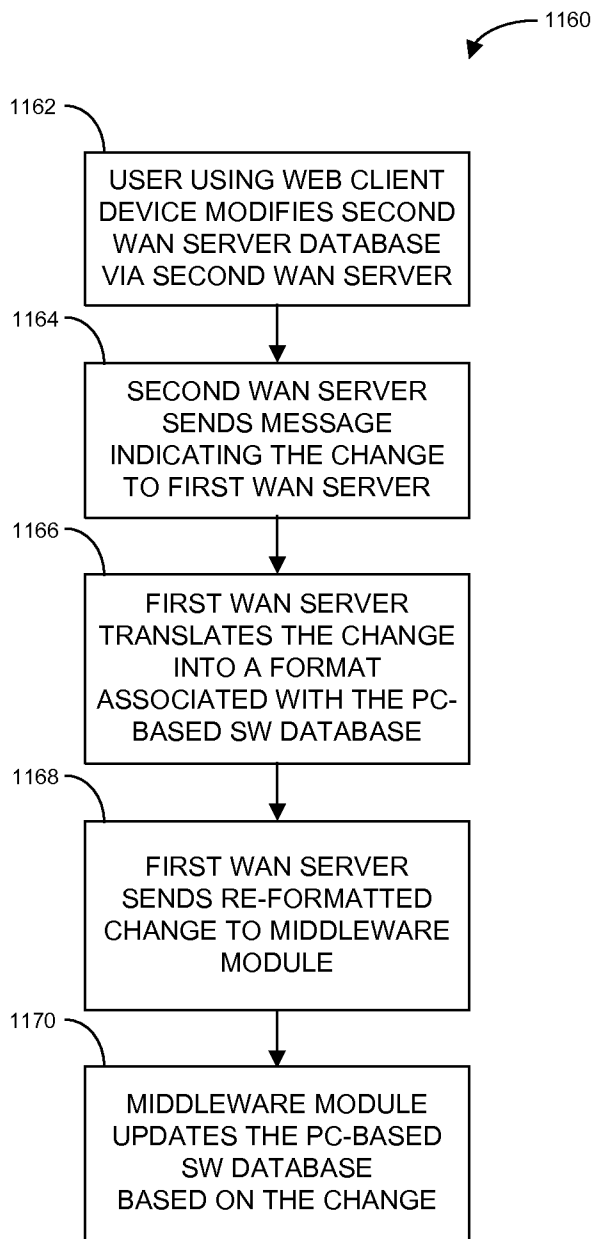 1160
1162
USER USING WEB CLIENT
DEVICE MODIFIES SECOND
WAN SERVER DATABASE
VIA SECOND WAN SERVER
1164
SECOND WAN SERVER
SENDS MESSAGE
INDICATING THE CHANGE
TO FIRST WAN SERVER
1166
FIRST WAN SERVER
TRANSLATES THE CHANGE
INTO A FORMAT
ASSOCIATED WITH THE PC-
BASED SW DATABASE
1168
FIRST WAN SERVER
SENDS RE-FORMATTED
CHANGE TO MIDDLEWARE
MODULE
1170
MIDDLEWARE MODULE
UPDATES THE PC-BASED
SW DATABASE
BASED ON THE CHANGE